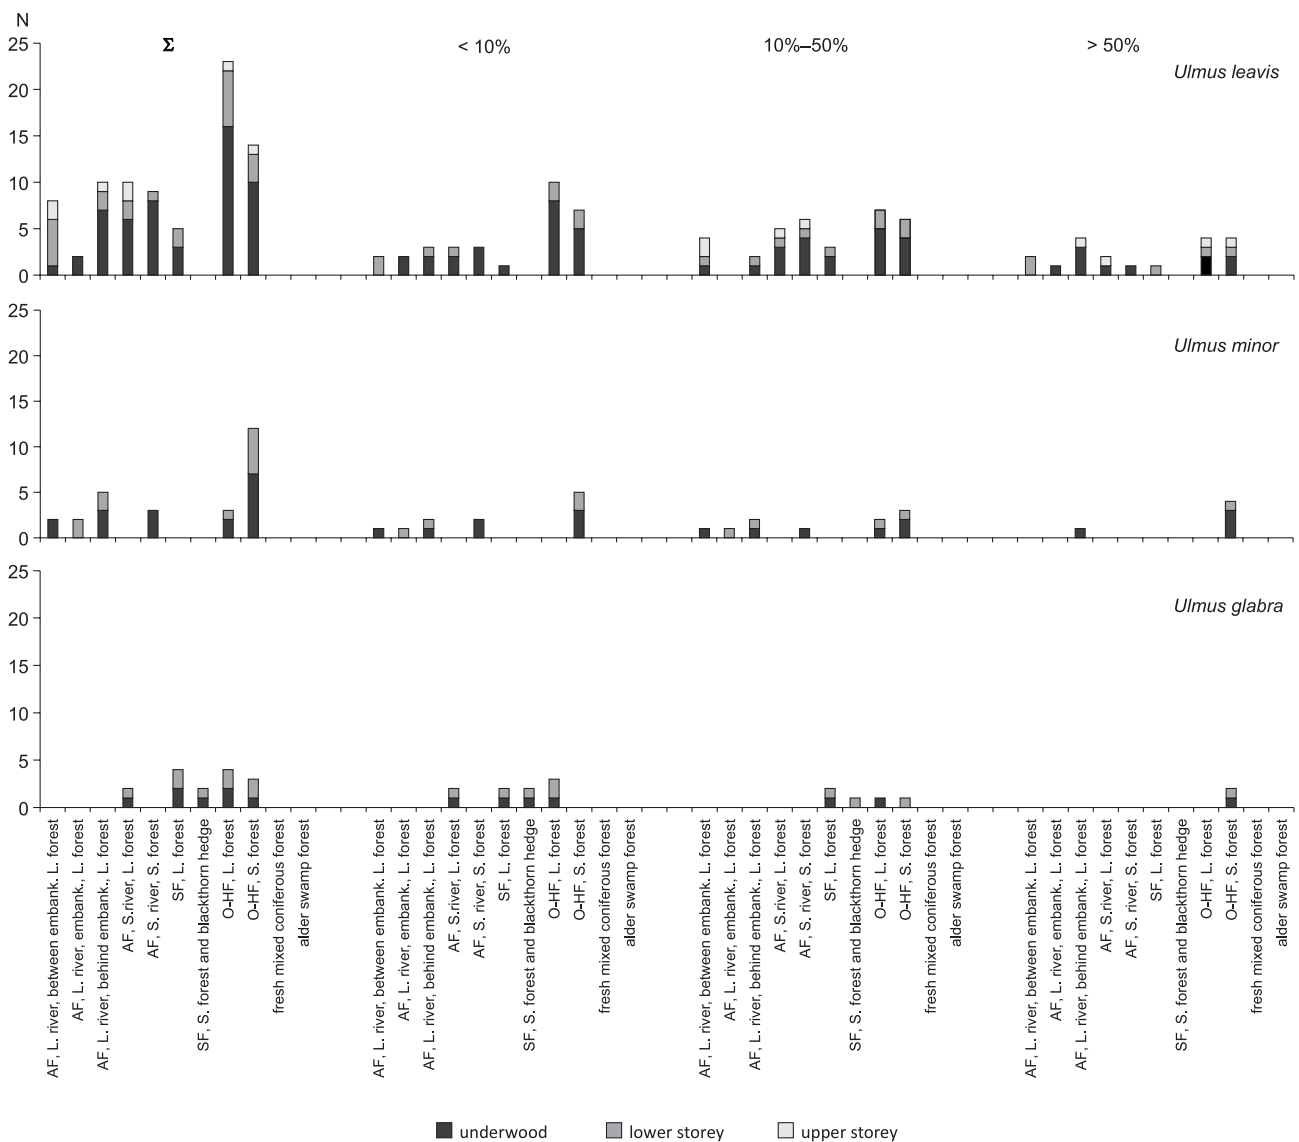 N
Σ
< 10%
10%–50%
> 50%
25
20
15
10
5
0
Ulmus leavis
25
20
15
10
5
0
Ulmus minor
25
20
15
10
5
0
Ulmus glabra
AF, L. river, between embank. L. forest
AF, L. river, embank., L. forest
AF, L. river, behind embank., L. forest
AF, S.river, L. forest
AF, S. river, S. forest
SF, L. forest
SF, S. forest and blackthorn hedge
O-HF, L. forest
O-HF, S. forest
fresh mixed coniferous forest
alder swamp forest
AF, L. river, between embank. L. forest
AF, L. river, embank., L. forest
AF, L. river, behind embank., L. forest
AF, S.river, L. forest
AF, S. river, S. forest
SF, L. forest
SF, S. forest and blackthorn hedge
O-HF, L. forest
O-HF, S. forest
fresh mixed coniferous forest
alder swamp forest
AF, L. river, between embank. L. forest
AF, L. river, embank., L. forest
AF, L. river, behind embank., L. forest
AF, S.river, L. forest
AF, S. river, S. forest
SF, L. forest
SF, S. forest and blackthorn hedge
O-HF, L. forest
O-HF, S. forest
fresh mixed coniferous forest
alder swamp forest
AF, L. river, between embank. L. forest
AF, L. river, embank., L. forest
AF, L. river, behind embank., L. forest
AF, S.river, L. forest
AF, S. river, S. forest
SF, L. forest
SF, S. forest and blackthorn hedge
O-HF, L. forest
O-HF, S. forest
fresh mixed coniferous forest
alder swamp forest
underwood
lower storey
upper storey